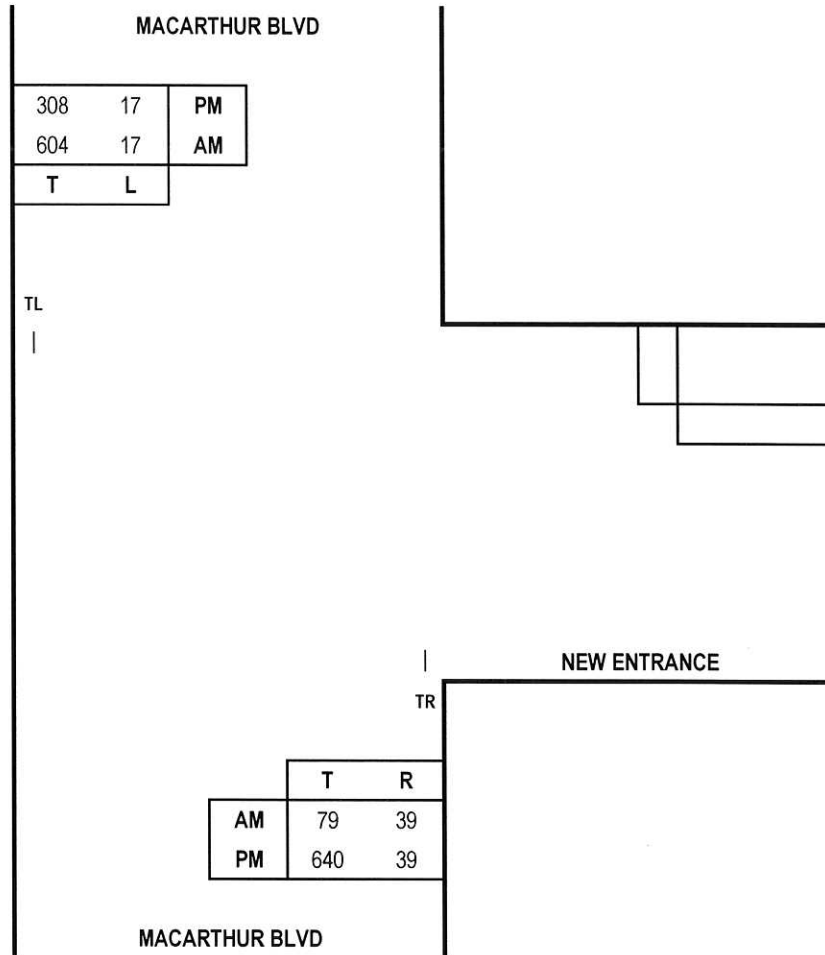 MACARTHUR BLVD
308 17 PM
604 17 AM
T L
TL
NEW ENTRANCE
TR
T R
AM 79 39
PM 640 39
MACARTHUR BLVD